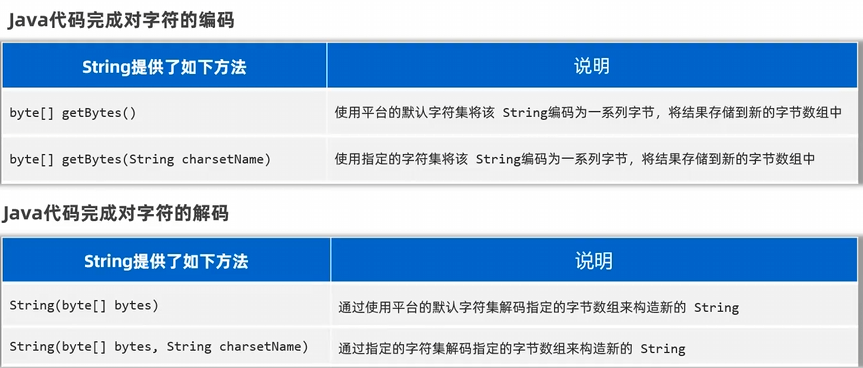 Java代码完成对字符的编码
String提供了如下方法 说明
byte[] getBytes() 使用平台的默认字符集将该 String编码为一系列字节，将结果存储到新的字节数组中
byte[] getBytes(String charsetName) 使用指定的字符集将该 String编码为一系列字节，将结果存储到新的字节数组中
Java代码完成对字符的解码
String提供了如下方法 说明
String(byte[] bytes) 通过使用平台的默认字符集解码指定的字节数组来构造新的 String
String(byte[] bytes, String charsetName) 通过指定的字符集解码指定的字节数组来构造新的 String